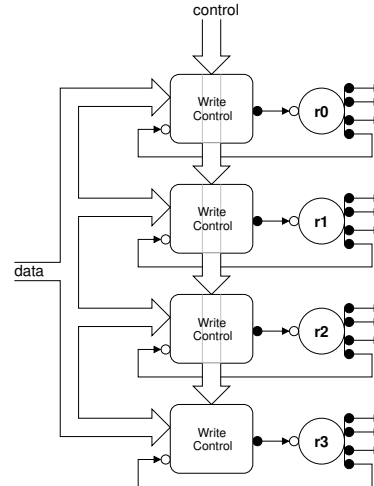 control
Write
Control
r0
Write
Control
r1
data
Write
Control
r2
Write
Control
r3